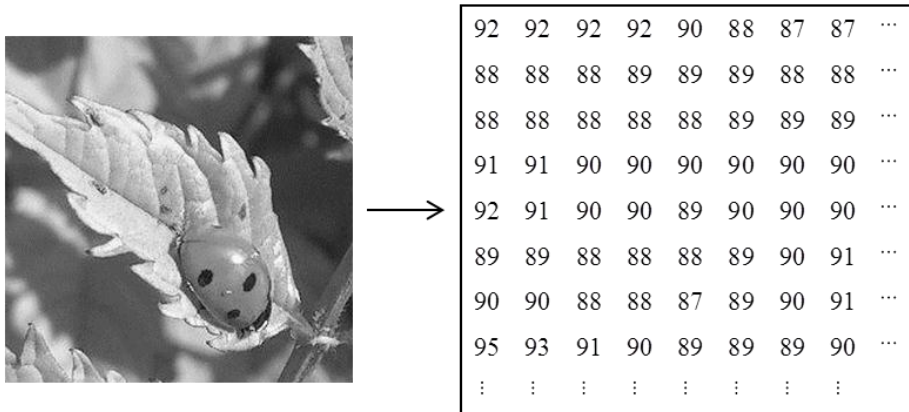 92 92 92 92 90 88 87 87 ⋯
88 88 88 89 89 89 88 88 ⋯
88 88 88 88 88 89 89 89 ⋯
91 91 90 90 90 90 90 90 ⋯
92 91 90 90 89 90 90 90 ⋯
89 89 88 88 88 89 90 91 ⋯
90 90 88 88 87 89 90 91 ⋯
95 93 91 90 89 89 89 90 ⋯
⋮ ⋮ ⋮ ⋮ ⋮ ⋮ ⋮ ⋮